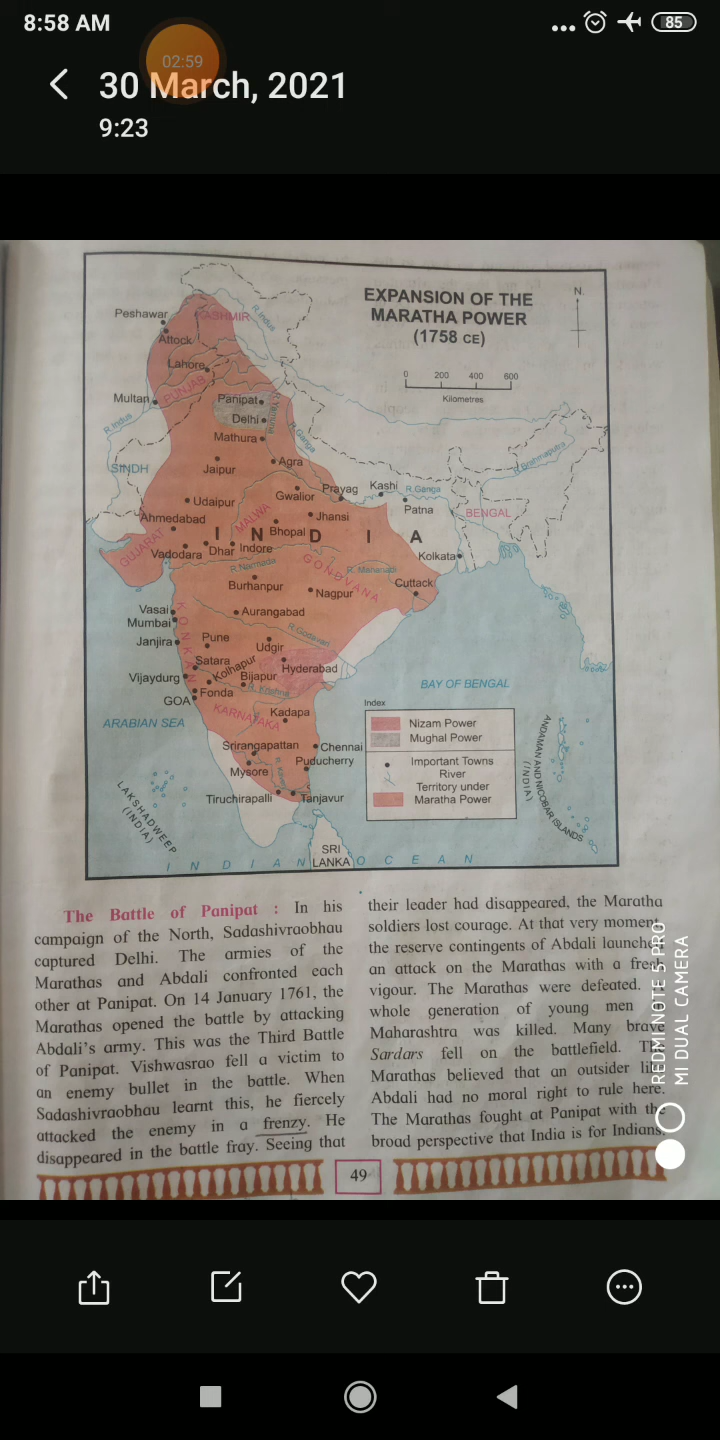 8:58 AM
85
02:59
30 March, 2021
9:23
EXPANSION OF THE
MARATHA POWER
(1758 CE)
N.
0 200 400 600
Kilometres
Peshawar
KASHMIR
R.Indus
Attock
Lahore
PUNJAB
Multan
R.Indus
Panipat
Delhi
R.Yamuna
Mathura
R.Ganga
SINDH
Jaipur
Agra
R.Brahmaputra
Udaipur
Gwalior
Prayag
Kashi
R.Ganga
Patna
BENGAL
Ahmedabad
MALWA
Jhansi
Bhopal
I N D I A
GUJARAT
Vadodara
Dhar
Indore
Kolkata
R.Narmada
GONDVANA
R. Mahanadi
Burhanpur
Nagpur
Cuttack
Vasai
Mumbai
KONKAN
Aurangabad
R.Godavari
Janjira
Pune
Udgir
Satara
Kolhapur
Hyderabad
Vijaydurg
Bijapur
R. Krishna
Fonda
GOA
BAY OF BENGAL
ARABIAN SEA
KARNATAKA
Kadapa
Srirangapattan
Chennai
Mysore
Puducherry
Tiruchirapalli
Tanjavur
LAKSHADWEEP
(INDIA)
ANDAMAN AND NICOBAR ISLANDS
(INDIA)
SRI
LANKA
INDIAN OCEAN
Index
Nizam Power
Mughal Power
Important Towns
River
Territory under
Maratha Power
The Battle of Panipat : In his
campaign of the North, Sadashivraobhau
captured Delhi. The armies of the
Marathas and Abdali confronted each
other at Panipat. On 14 January 1761, the
Marathas opened the battle by attacking
Abdali's army. This was the Third Battle
of Panipat. Vishwasrao fell a victim to
an enemy bullet in the battle. When
Sadashivraobhau learnt this, he fiercely
attacked the enemy in a frenzy. He
disappeared in the battle fray. Seeing that
their leader had disappeared, the Maratha
soldiers lost courage. At that very moment,
the reserve contingents of Abdali launched
an attack on the Marathas with a fresh
vigour. The Marathas were defeated.
whole generation of young men
Maharashtra was killed. Many brave
Sardars fell on the battlefield. The
Marathas believed that an outsider like
Abdali had no moral right to rule here.
The Marathas fought at Panipat with the
broad perspective that India is for Indians.
49
REDMI NOTE 5 PRO
MI DUAL CAMERA